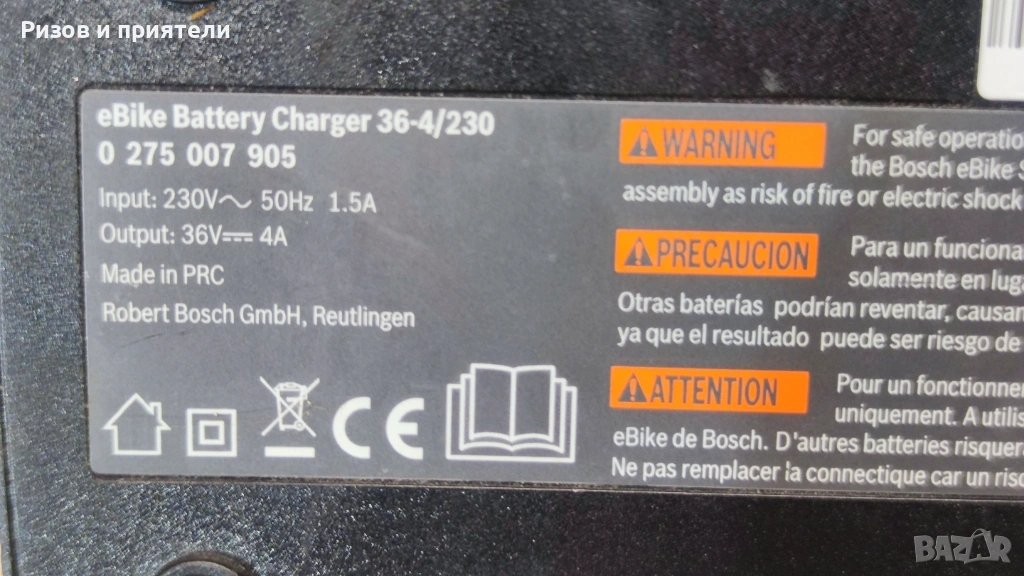 Ризов и приятели
eBike Battery Charger 36-4/230
0 275 007 905
Input: 230V～ 50Hz 1.5A
Output: 36V⎓ 4A
Made in PRC
Robert Bosch GmbH, Reutlingen
CE
WARNING
For safe operatio
the Bosch eBike S
assembly as risk of fire or electric shock
PRECAUCION
Para un funciona
solamente en lug
Otras baterías podrían reventar, causan
ya que el resultado puede ser riesgo de
ATTENTION
Pour un fonctionne
uniquement. A utilis
eBike de Bosch. D'autres batteries risquen
Ne pas remplacer la connectique car un riso
BAZAR